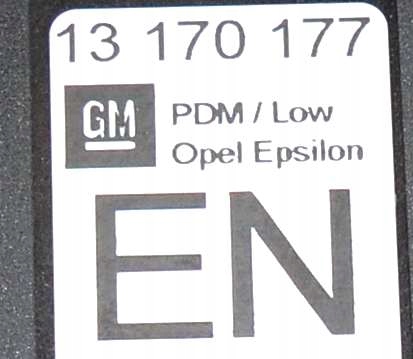 13 170 177
GM
PDM / Low
Opel Epsilon
EN